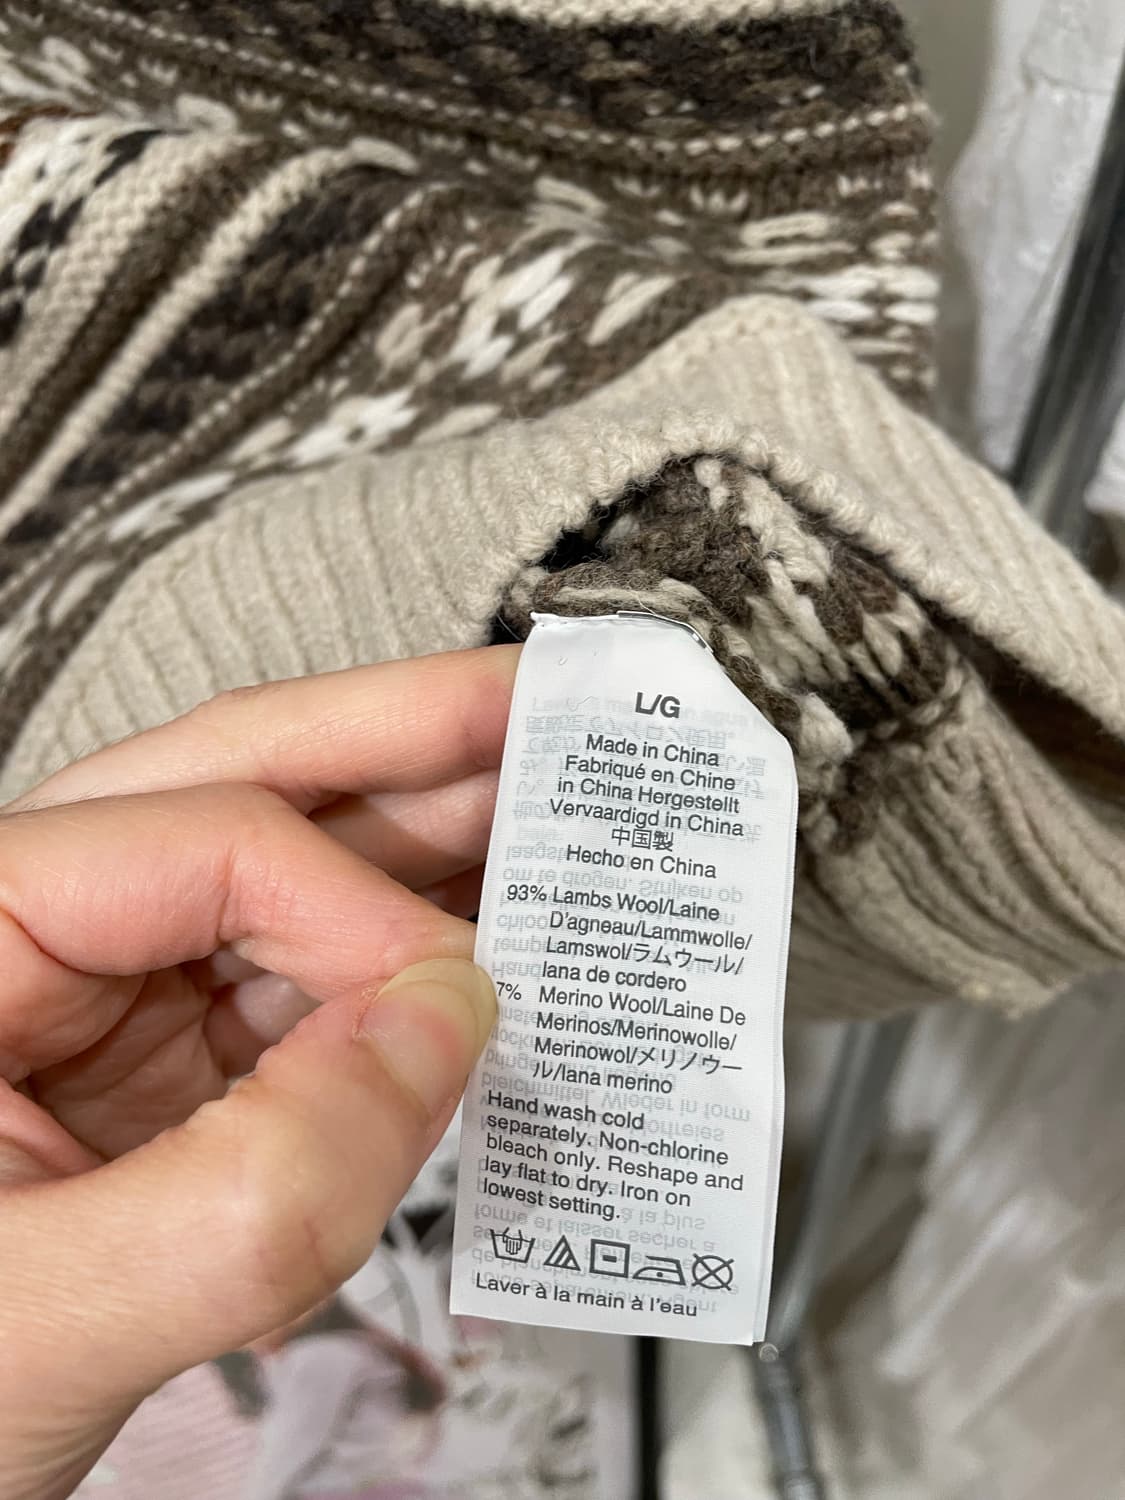 L/G
Made in China
Fabriqué en Chine
in China Hergestellt
Vervaardigd in China
中国製
Hecho en China
93% Lambs Wool/Laine
D'agneau/Lammwolle/
Lamswol/ラムウール/
lana de cordero
7% Merino Wool/Laine De
Merinos/Merinowolle/
Merinowol/メリノウー
ル/lana merino
Hand wash cold
separately. Non-chlorine
bleach only. Reshape and
lay flat to dry. Iron on
lowest setting.
Laver à la main à l'eau